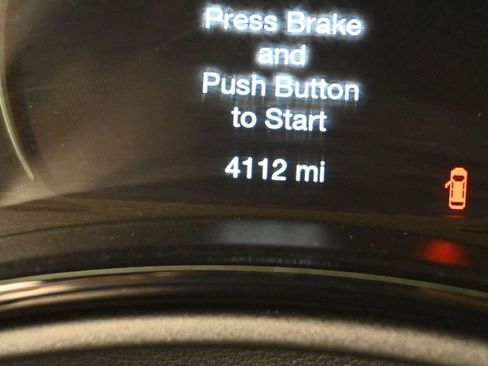 Press Brake
and
Push Button
to Start
4112 mi